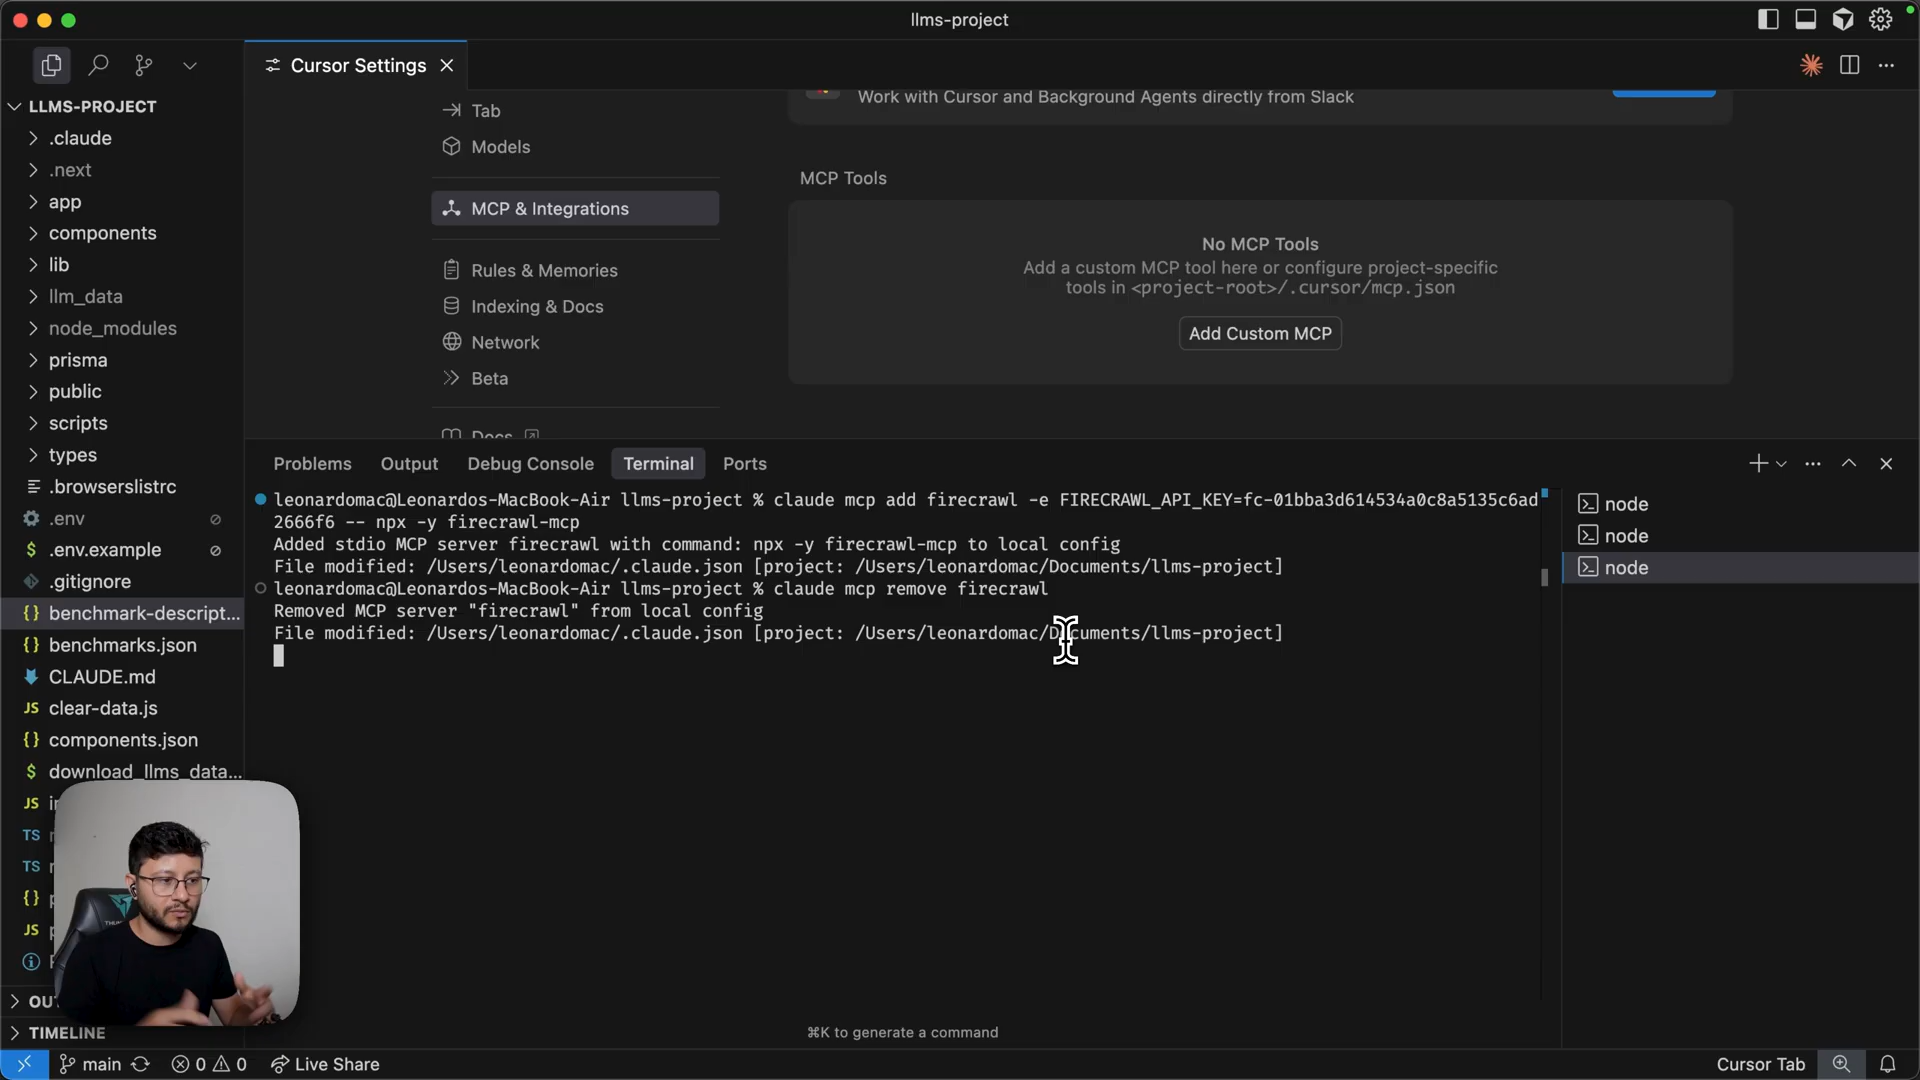 llms-project
Cursor Settings
LLMS-PROJECT
.claude
.next
app
components
lib
llm_data
node_modules
prisma
public
scripts
types
.browserslistrc
.env
$ .env.example
.gitignore
{} benchmark-descript...
{} benchmarks.json
CLAUDE.md
JS clear-data.js
{} components.json
$ download_llms_data...
JS
TS
TS
{}
JS
OU
TIMELINE
Tab
Models
MCP & Integrations
Rules & Memories
Indexing & Docs
Network
Beta
Docs
Work with Cursor and Background Agents directly from Slack
MCP Tools
No MCP Tools
Add a custom MCP tool here or configure project-specific
tools in <project-root>/.cursor/mcp.json
Add Custom MCP
Problems Output Debug Console Terminal Ports
leonardomac@Leonardos-MacBook-Air llms-project % claude mcp add firecrawl -e FIRECRAWL_API_KEY=fc-01bba3d614534a0c8a5135c6ad
2666f6 -- npx -y firecrawl-mcp
Added stdio MCP server firecrawl with command: npx -y firecrawl-mcp to local config
File modified: /Users/leonardomac/.claude.json [project: /Users/leonardomac/Documents/llms-project]
leonardomac@Leonardos-MacBook-Air llms-project % claude mcp remove firecrawl
Removed MCP server "firecrawl" from local config
File modified: /Users/leonardomac/.claude.json [project: /Users/leonardomac/Documents/llms-project]
node
node
node
⌘K to generate a command
main 0 0 Live Share
Cursor Tab